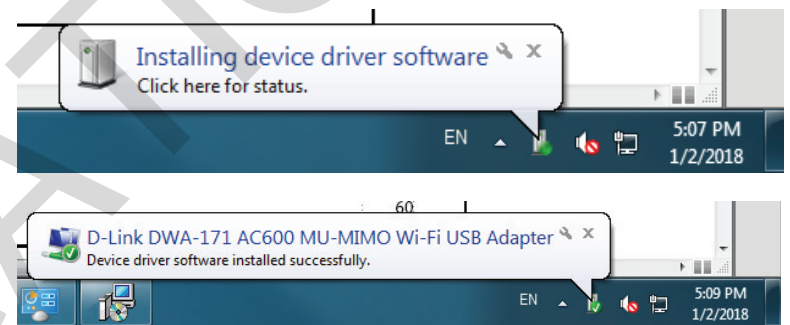 Installing device driver software
Click here for status.
EN
5:07 PM
1/2/2018
60
D-Link DWA-171 AC600 MU-MIMO Wi-Fi USB Adapter
Device driver software installed successfully.
EN
5:09 PM
1/2/2018